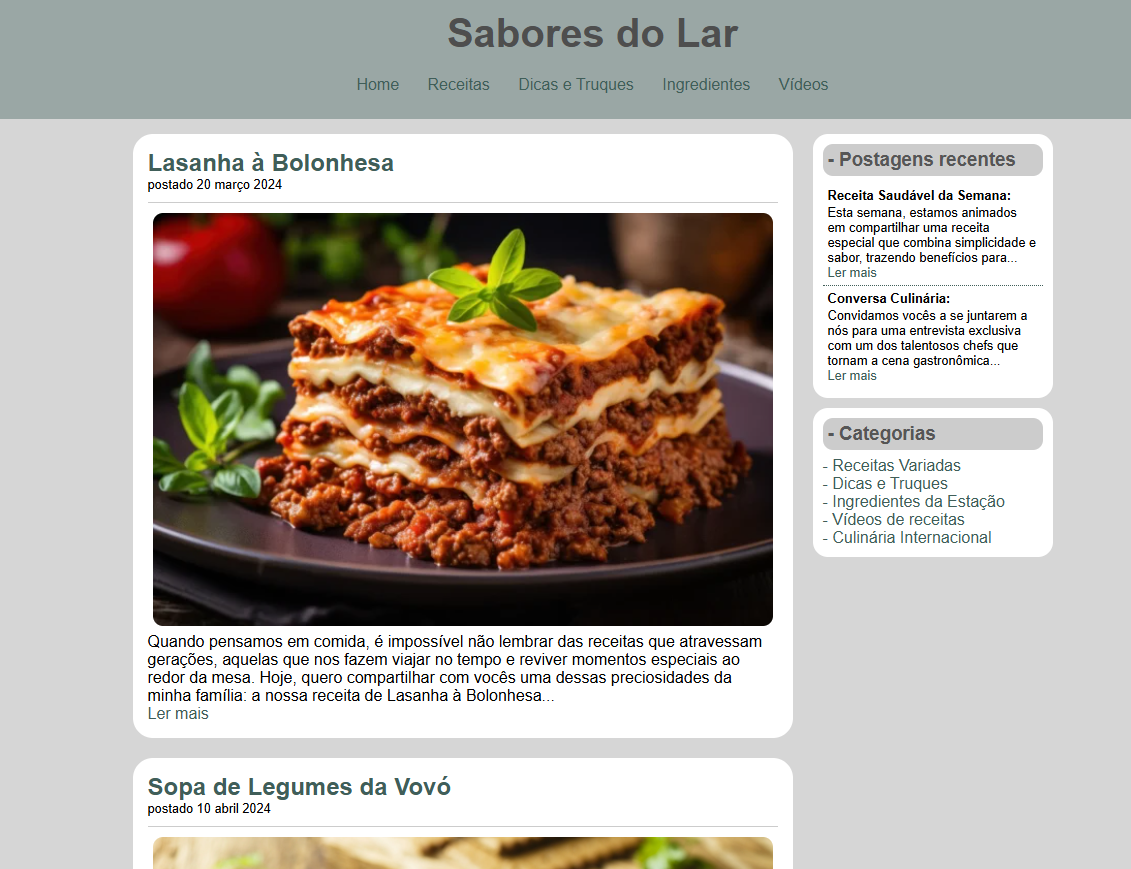 Sabores do Lar
Home Receitas Dicas e Truques Ingredientes Vídeos
Lasanha à Bolonhesa
postado 20 março 2024
Quando pensamos em comida, é impossível não lembrar das receitas que atravessam
gerações, aquelas que nos fazem viajar no tempo e reviver momentos especiais ao
redor da mesa. Hoje, quero compartilhar com vocês uma dessas preciosidades da
minha família: a nossa receita de Lasanha à Bolonhesa...
Ler mais
Sopa de Legumes da Vovó
postado 10 abril 2024
- Postagens recentes
Receita Saudável da Semana:
Esta semana, estamos animados
em compartilhar uma receita
especial que combina simplicidade e
sabor, trazendo benefícios para...
Ler mais
Conversa Culinária:
Convidamos vocês a se juntarem a
nós para uma entrevista exclusiva
com um dos talentosos chefs que
tornam a cena gastronômica...
Ler mais
- Categorias
- Receitas Variadas
- Dicas e Truques
- Ingredientes da Estação
- Vídeos de receitas
- Culinária Internacional